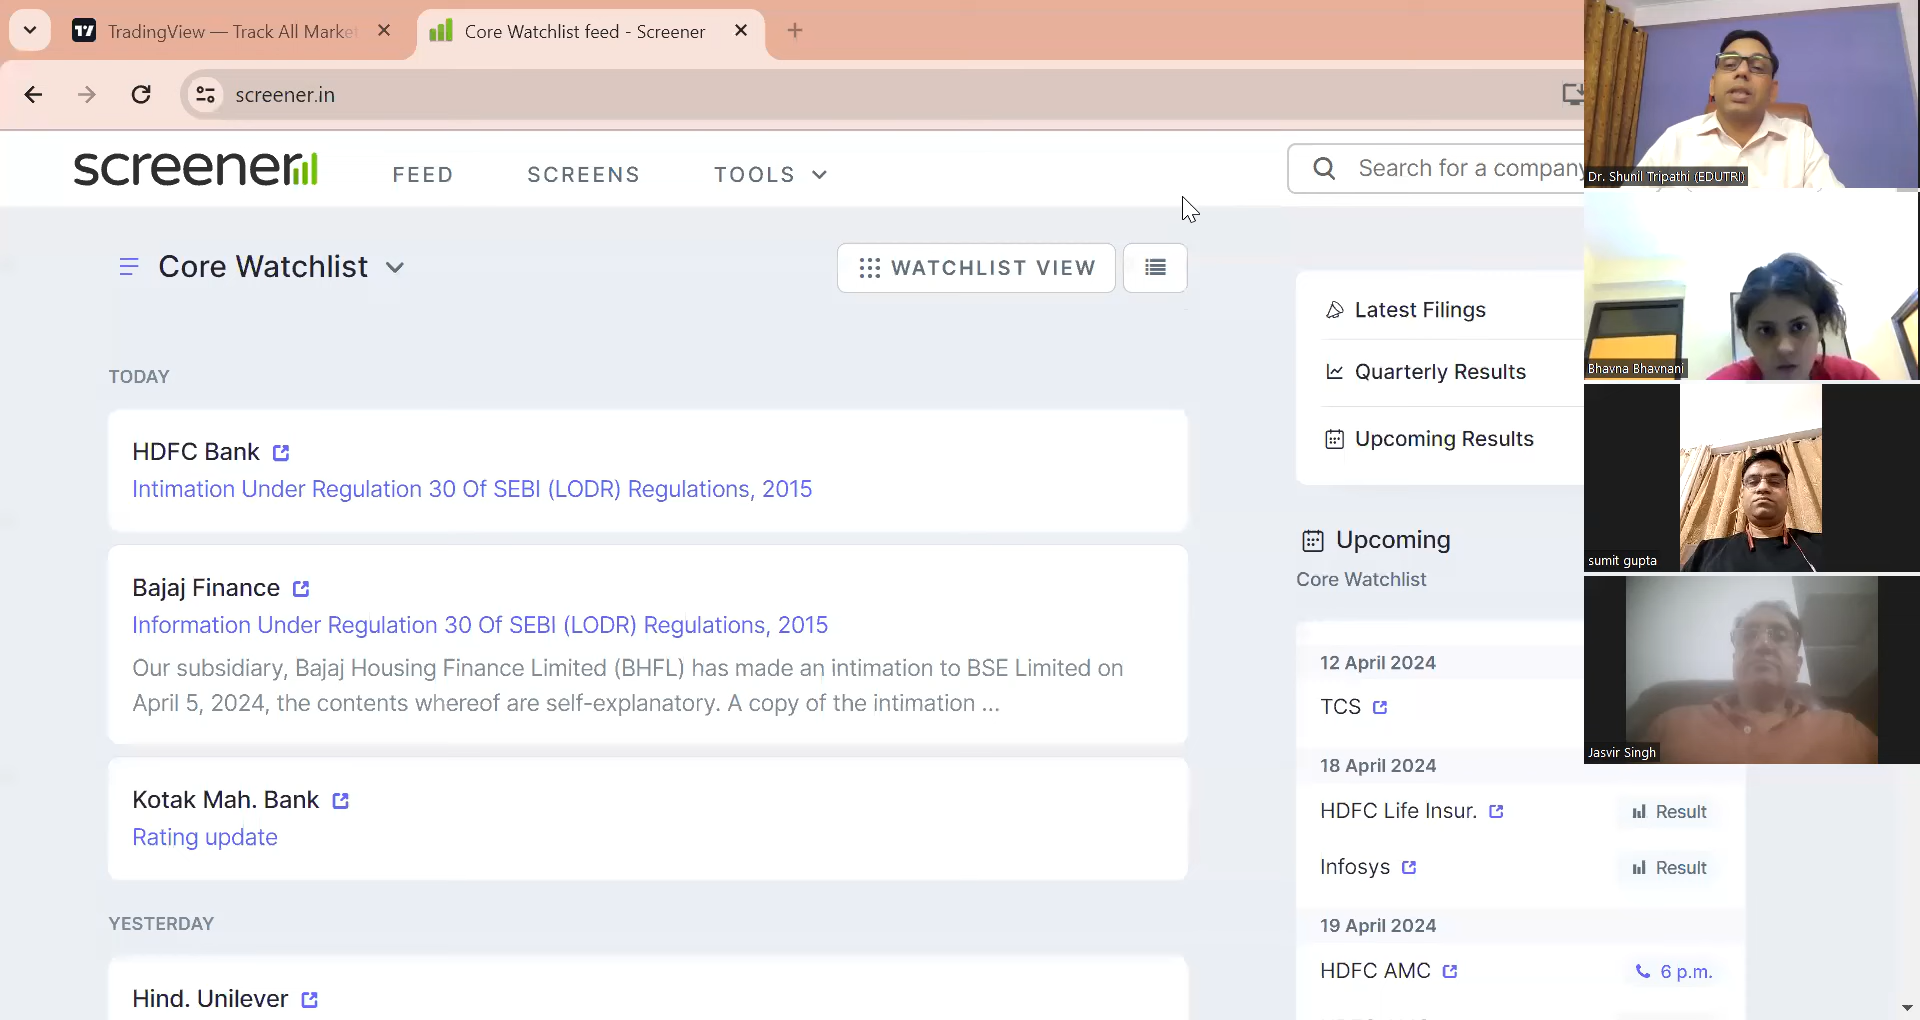 TradingView — Track All Market
Core Watchlist feed - Screener
screener.in
screener
FEED
SCREENS
TOOLS
Search for a company
Core Watchlist
WATCHLIST VIEW
TODAY
HDFC Bank
Intimation Under Regulation 30 Of SEBI (LODR) Regulations, 2015
Bajaj Finance
Information Under Regulation 30 Of SEBI (LODR) Regulations, 2015
Our subsidiary, Bajaj Housing Finance Limited (BHFL) has made an intimation to BSE Limited on
April 5, 2024, the contents whereof are self-explanatory. A copy of the intimation ...
Kotak Mah. Bank
Rating update
YESTERDAY
Hind. Unilever
Latest Filings
Quarterly Results
Upcoming Results
Upcoming
Core Watchlist
12 April 2024
TCS
18 April 2024
HDFC Life Insur.
Result
Infosys
Result
19 April 2024
HDFC AMC
6 p.m.
Dr. Shunil Tripathi (EDUTRI)
Bhavna Bhavnani
sumit gupta
Jasvir Singh